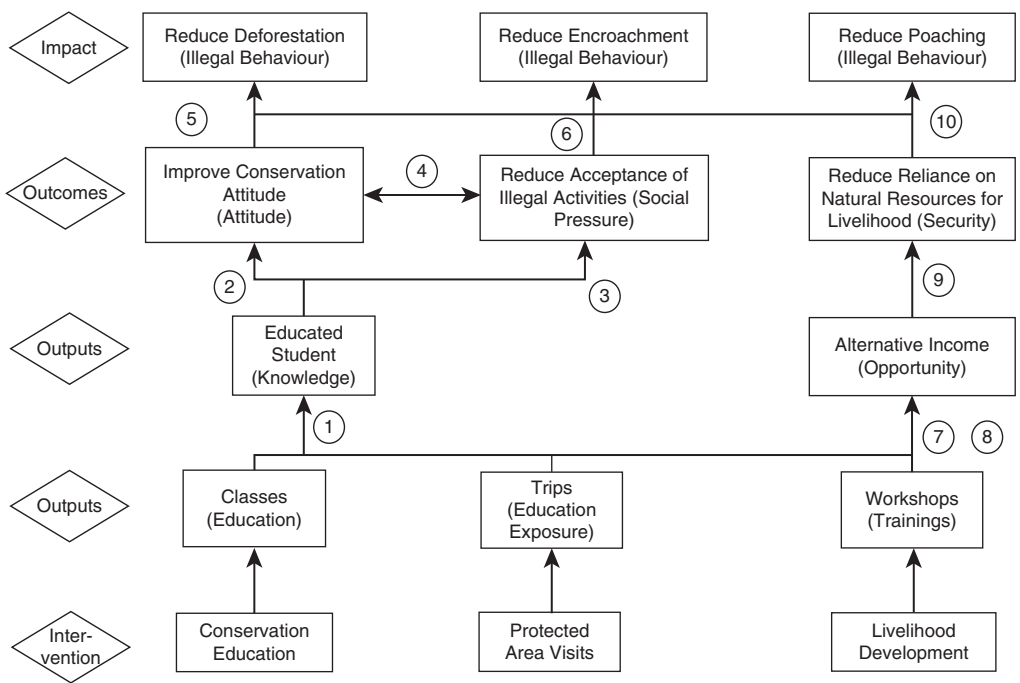 Impact
Reduce Deforestation
(Illegal Behaviour)
Reduce Encroachment
(Illegal Behaviour)
Reduce Poaching
(Illegal Behaviour)
5
6
10
Outcomes
Improve Conservation
Attitude
(Attitude)
4
Reduce Acceptance of
Illegal Activities (Social
Pressure)
Reduce Reliance on
Natural Resources for
Livelihood (Security)
2
3
9
Outputs
Educated
Student
(Knowledge)
Alternative Income
(Opportunity)
1
7
8
Outputs
Classes
(Education)
Trips
(Education
Exposure)
Workshops
(Trainings)
Inter-
vention
Conservation
Education
Protected
Area Visits
Livelihood
Development